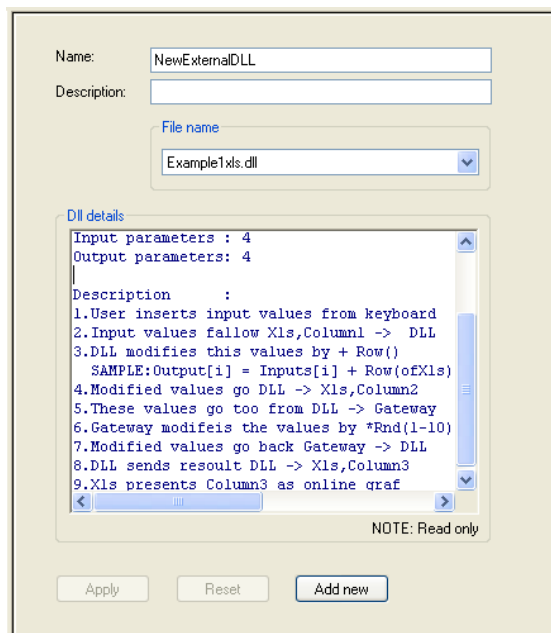 Name: NewExternalDLL
Description:
File name
Example1xls.dll
Dll details
Input parameters : 4
Output parameters: 4
Description :
1.User inserts input values from keyboard
2.Input values fallow Xls,Column1 -> DLL
3.DLL modifies this values by + Row()
SAMPLE:Output[i] = Inputs[i] + Row(ofXls)
4.Modified values go DLL -> Xls,Column2
5.These values go too from DLL -> Gateway
6.Gateway modifeis the values by *Rnd(1-10)
7.Modified values go back Gateway -> DLL
8.DLL sends resoult DLL -> Xls,Column3
9.Xls presents Column3 as online graf
NOTE: Read only
Apply Reset Add new